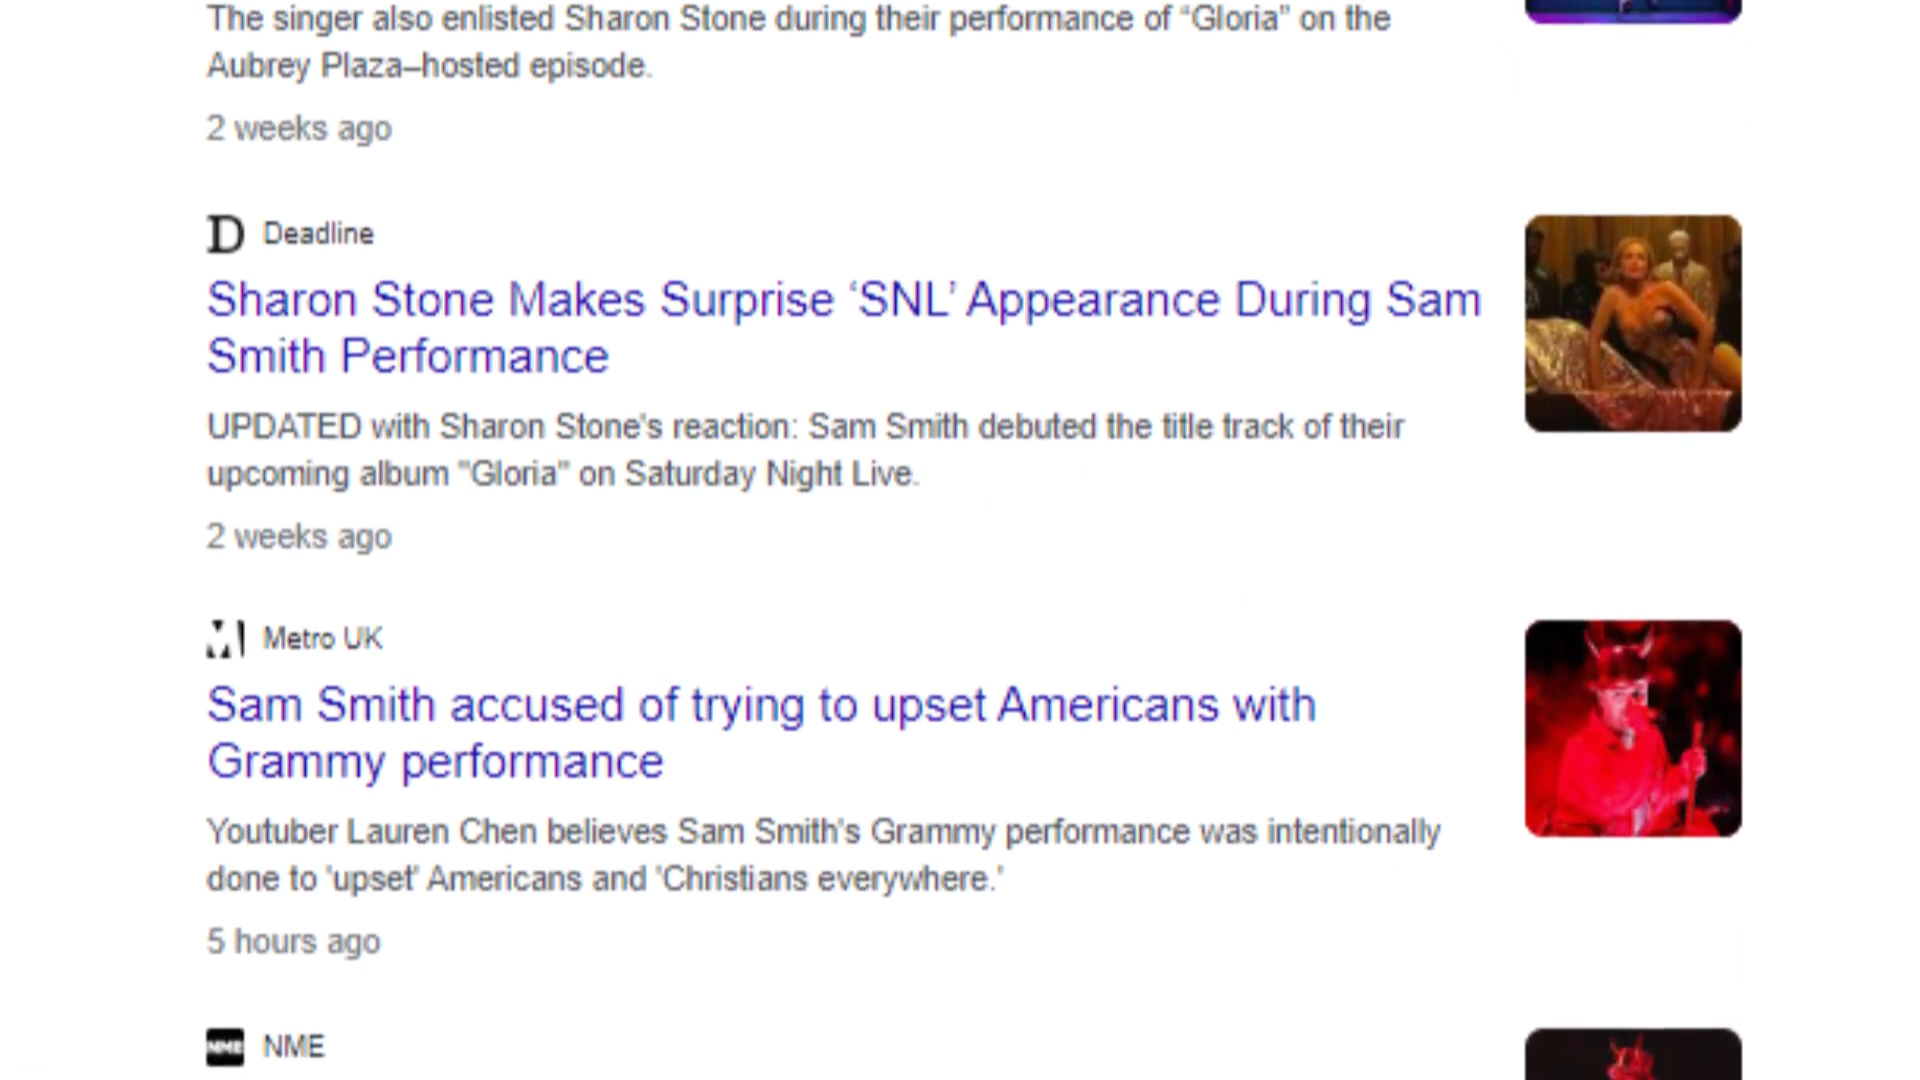 The singer also enlisted Sharon Stone during their performance of “Gloria” on the
Aubrey Plaza–hosted episode.
2 weeks ago
D Deadline
Sharon Stone Makes Surprise ‘SNL’ Appearance During Sam
Smith Performance
UPDATED with Sharon Stone's reaction: Sam Smith debuted the title track of their
upcoming album "Gloria" on Saturday Night Live.
2 weeks ago
M Metro UK
Sam Smith accused of trying to upset Americans with
Grammy performance
Youtuber Lauren Chen believes Sam Smith's Grammy performance was intentionally
done to 'upset' Americans and 'Christians everywhere.'
5 hours ago
NME NME